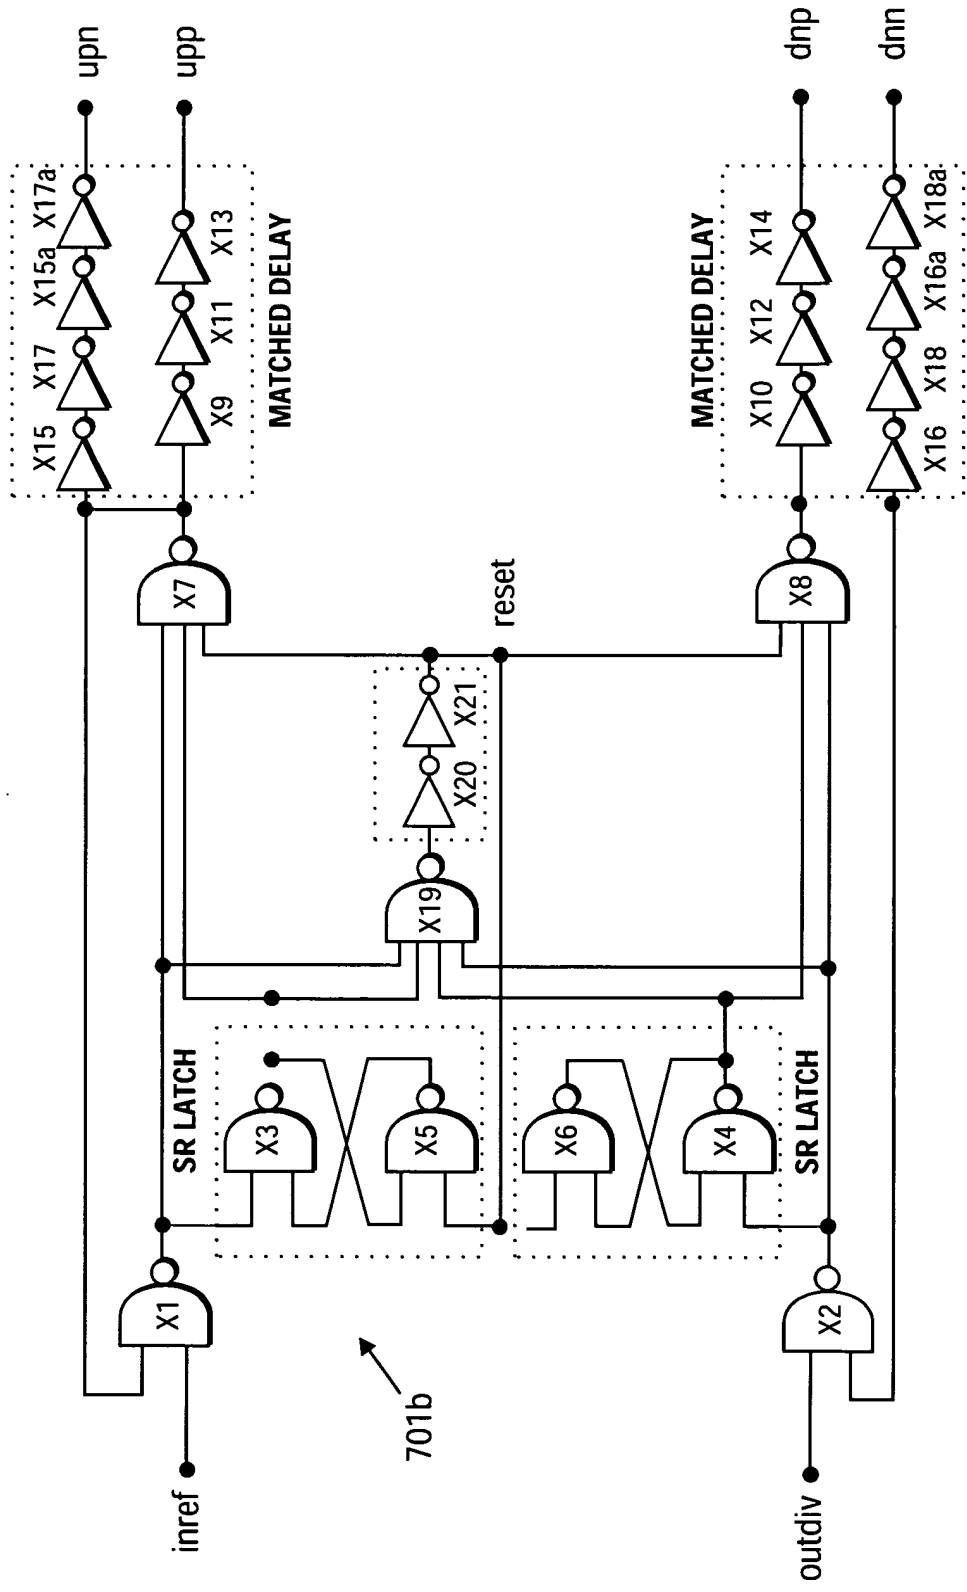 upn
upp
dnp
dnn
X15
X17
X15a
X17a
X9
X11
X13
MATCHED DELAY
MATCHED DELAY
X10
X12
X14
X16
X18
X16a
X18a
X7
X8
reset
X20
X21
X19
SR LATCH
X3
X5
X6
X4
SR LATCH
X1
X2
701b
inref
outdiv